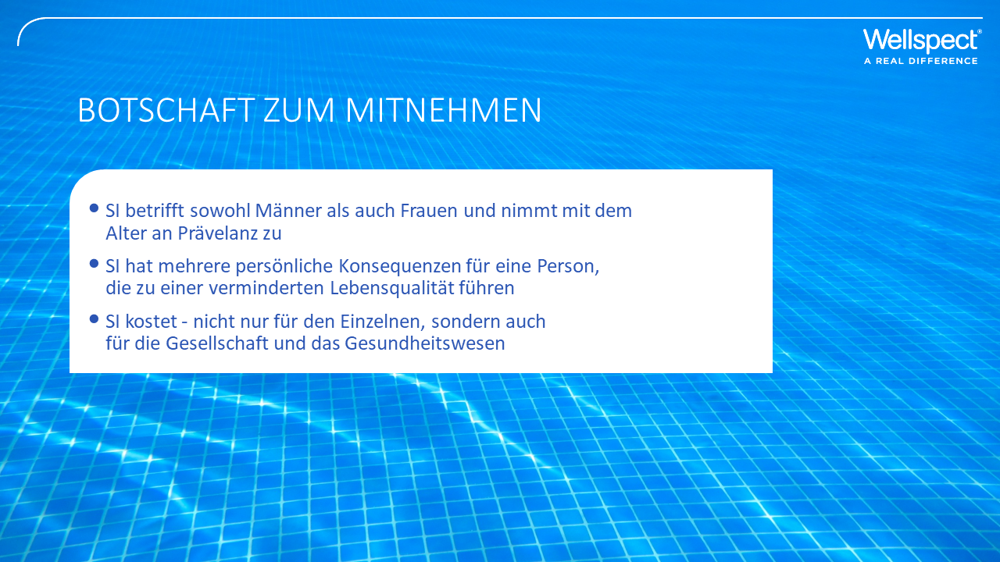 Wellspect®
A REAL DIFFERENCE
BOTSCHAFT ZUM MITNEHMEN
• SI betrifft sowohl Männer als auch Frauen und nimmt mit dem
Alter an Prävelanz zu
• SI hat mehrere persönliche Konsequenzen für eine Person,
die zu einer verminderten Lebensqualität führen
• SI kostet - nicht nur für den Einzelnen, sondern auch
für die Gesellschaft und das Gesundheitswesen